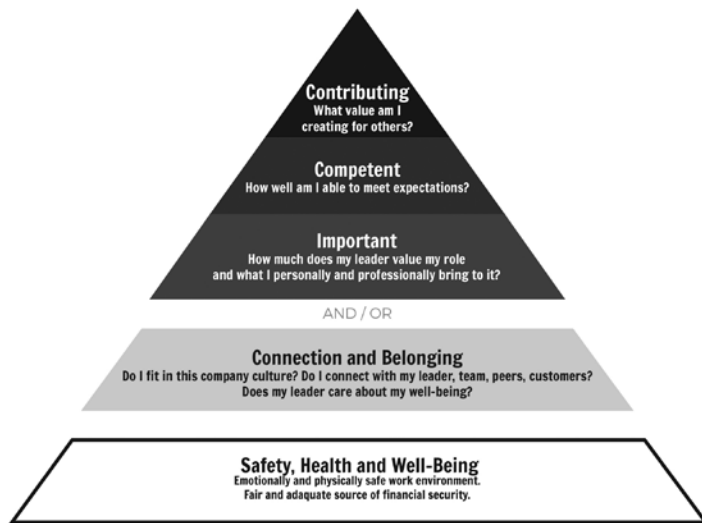 Contributing
What value am I
creating for others?
Competent
How well am I able to meet expectations?
Important
How much does my leader value my role
and what I personally and professionally bring to it?
AND / OR
Connection and Belonging
Do I fit in this company culture? Do I connect with my leader, team, peers, customers?
Does my leader care about my well-being?
Safety, Health and Well-Being
Emotionally and physically safe work environment.
Fair and adaquate source of financial security.